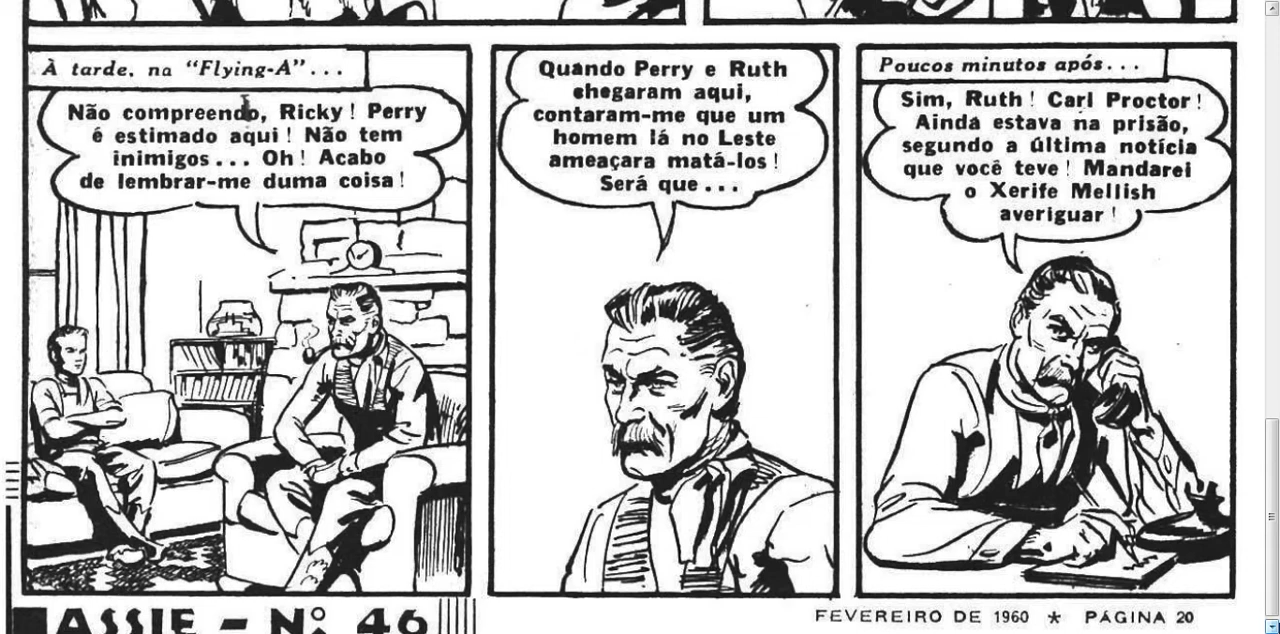 À tarde, na “Flying-A”...
Não compreendo, Ricky! Perry
é estimado aqui! Não tem
inimigos... Oh! Acabo
de lembrar-me duma coisa!
Quando Perry e Ruth
chegaram aqui,
contaram-me que um
homem lá no Leste
ameaçara matá-los!
Será que...
Poucos minutos após...
Sim, Ruth! Carl Proctor!
Ainda estava na prisão,
segundo a última notícia
que você teve! Mandarei
o Xerife Mellish
averiguar!
ASSIE - Nº 46
FEVEREIRO DE 1960 * PÁGINA 20